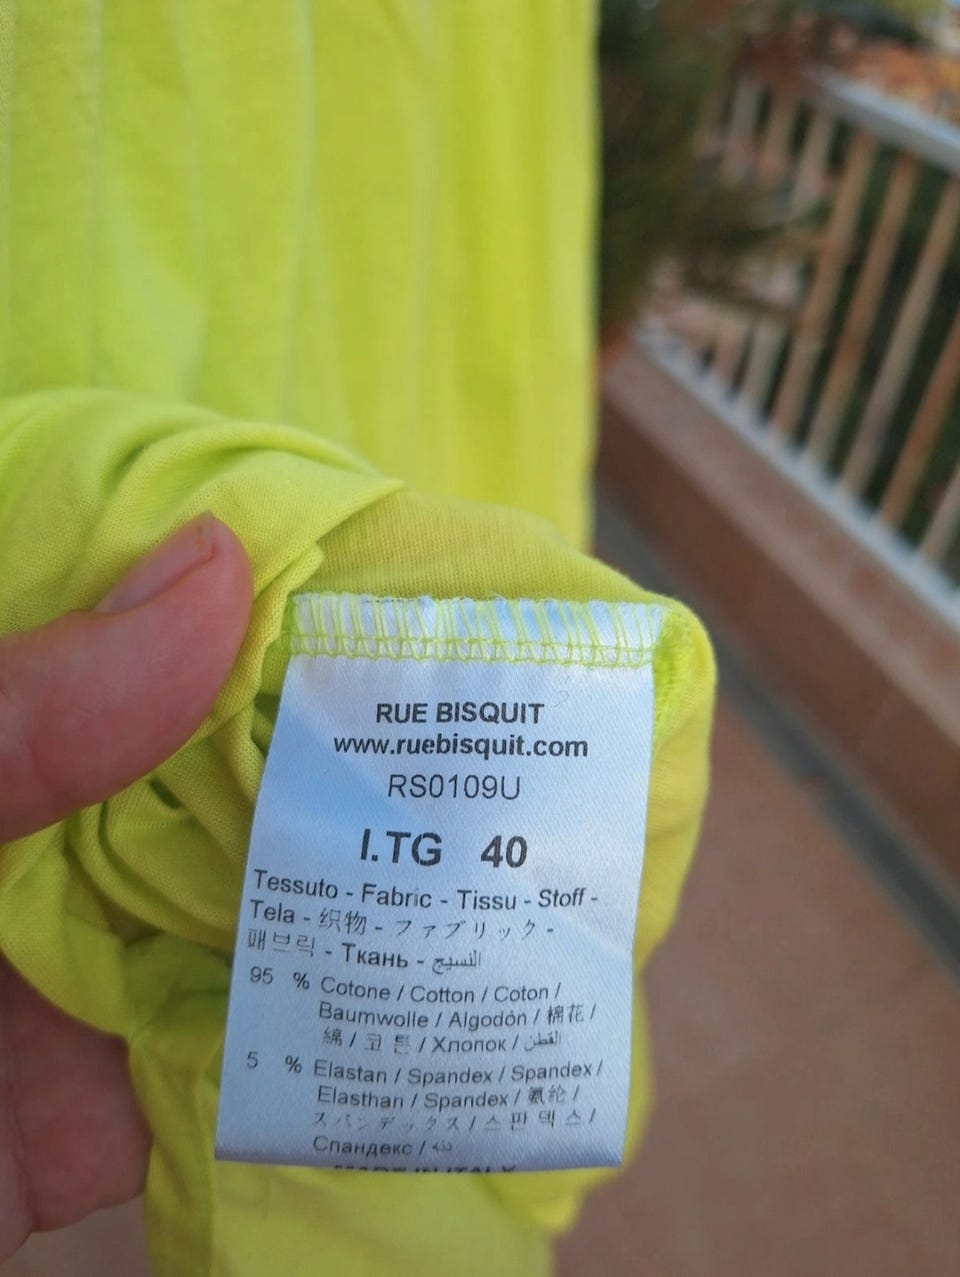 RUE BISQUIT
www.ruebisquit.com
RS0109U
I.TG 40
Tessuto - Fabric - Tissu - Stoff -
Tela - 织物 - ファブリック -
패브릭 - Ткань - النسيج
95 % Cotone / Cotton / Coton /
Baumwolle / Algodón / 棉花 /
綿 / 코 튼 / Хлопок / القطن
5 % Elastan / Spandex / Spandex /
Elasthan / Spandex / 氨纶 /
スパンデックス / 스 판 덱 스 /
Спандекс /
MADE IN ITALY